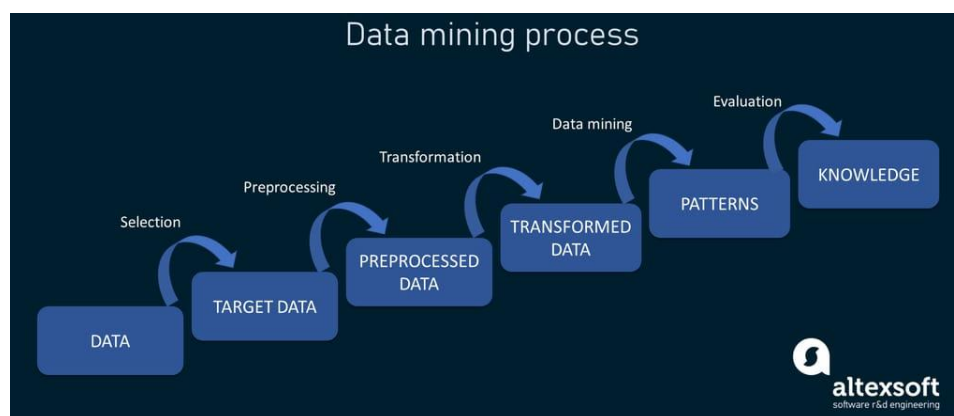 Data mining process
Evaluation
Data mining
KNOWLEDGE
Transformation
PATTERNS
Preprocessing
TRANSFORMED
DATA
Selection
PREPROCESSED
DATA
TARGET DATA
DATA
altexsoft
software r&d engineering